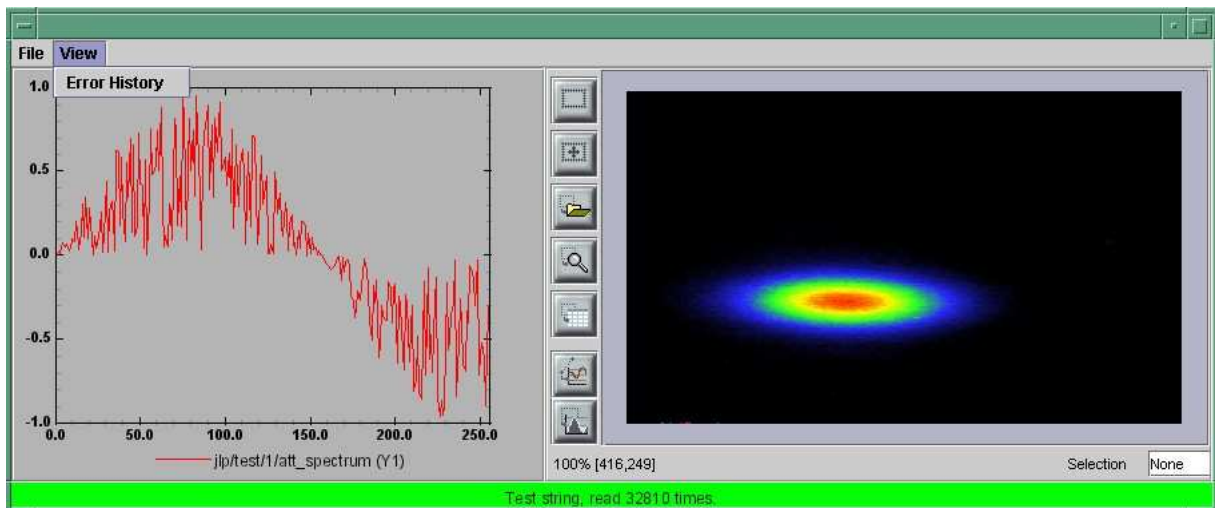 File View
Error History
1.0
0.5
0.0
-0.5
-1.0
0.0 50.0 100.0 150.0 200.0 250.0
jlp/test/1/att_spectrum (Y1)
100% [416,249]
Selection None
Test string, read 32810 times.